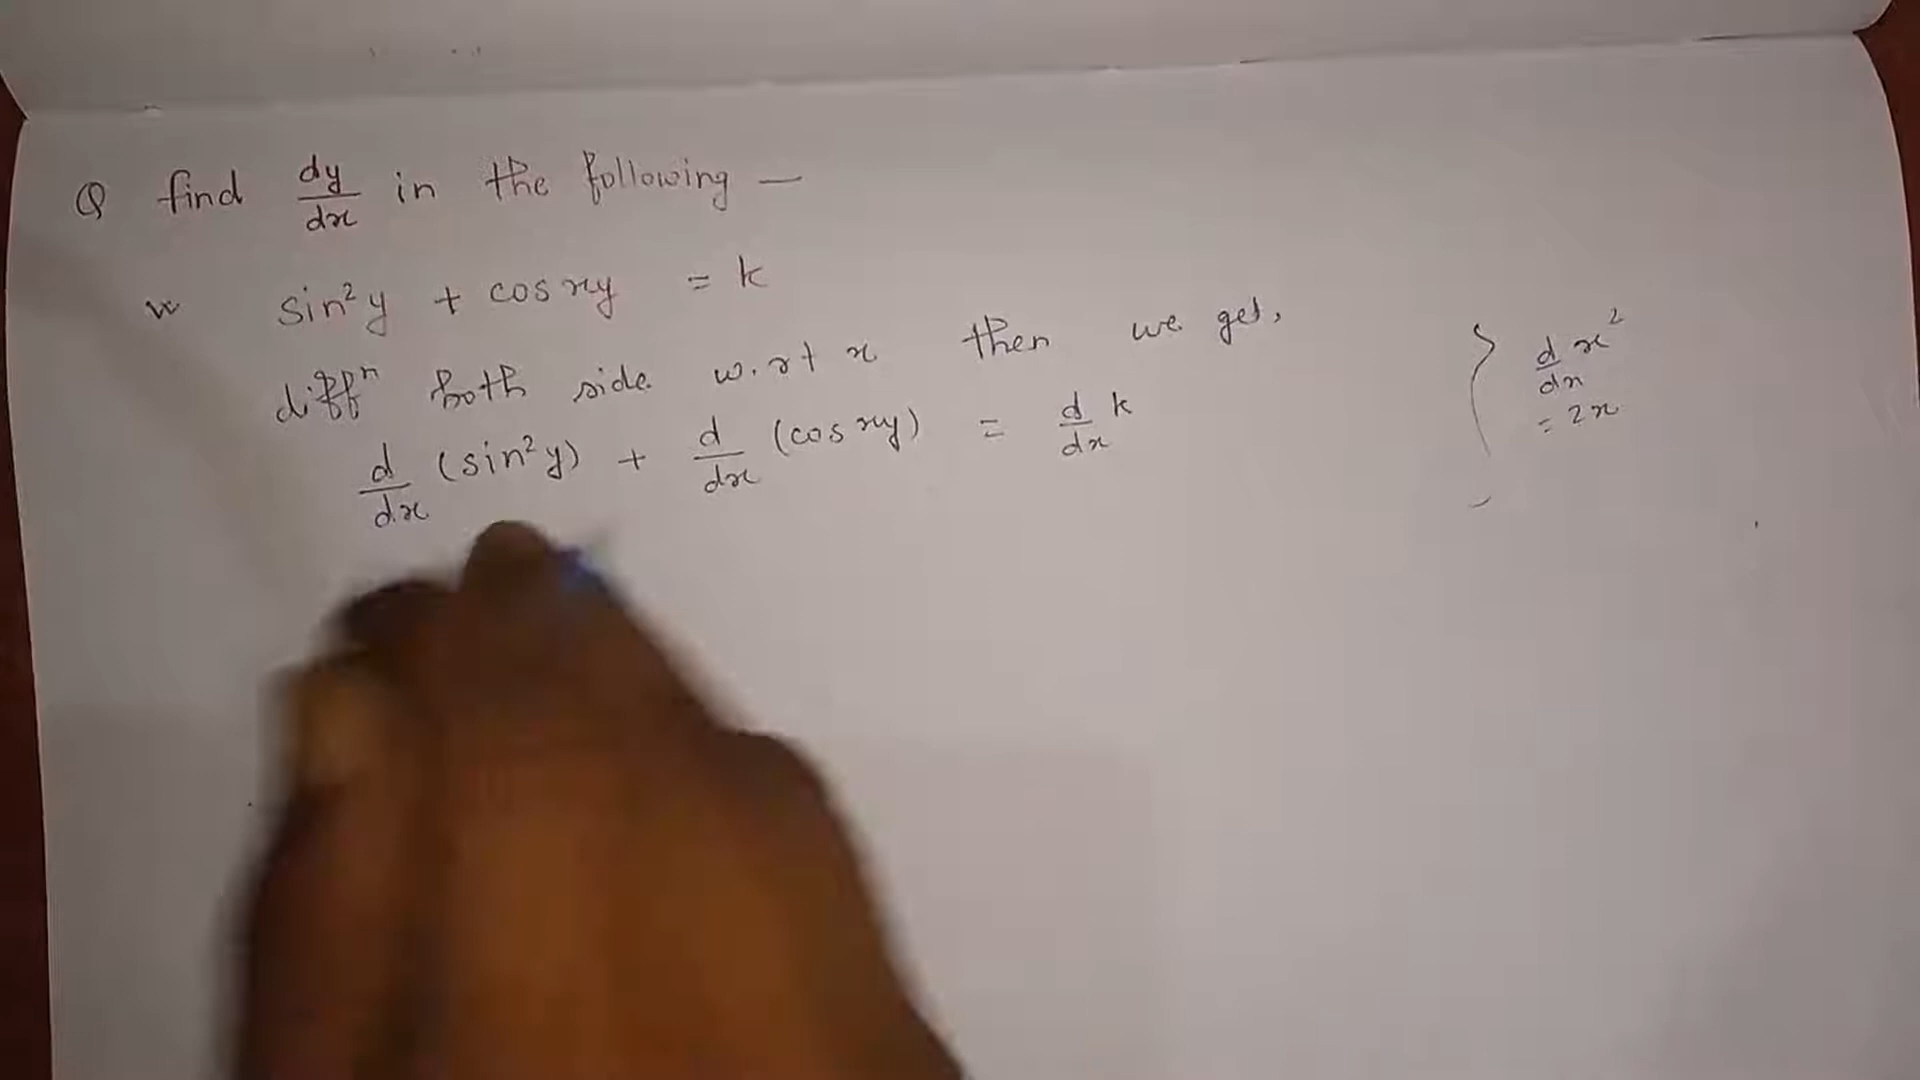 Q find dy/dx in the following —
sin²y + cos xy = k
diffⁿ both side w.r.t x then we get,
d/dx (sin²y) + d/dx (cos xy) = d/dx k
d/dx x²
= 2x